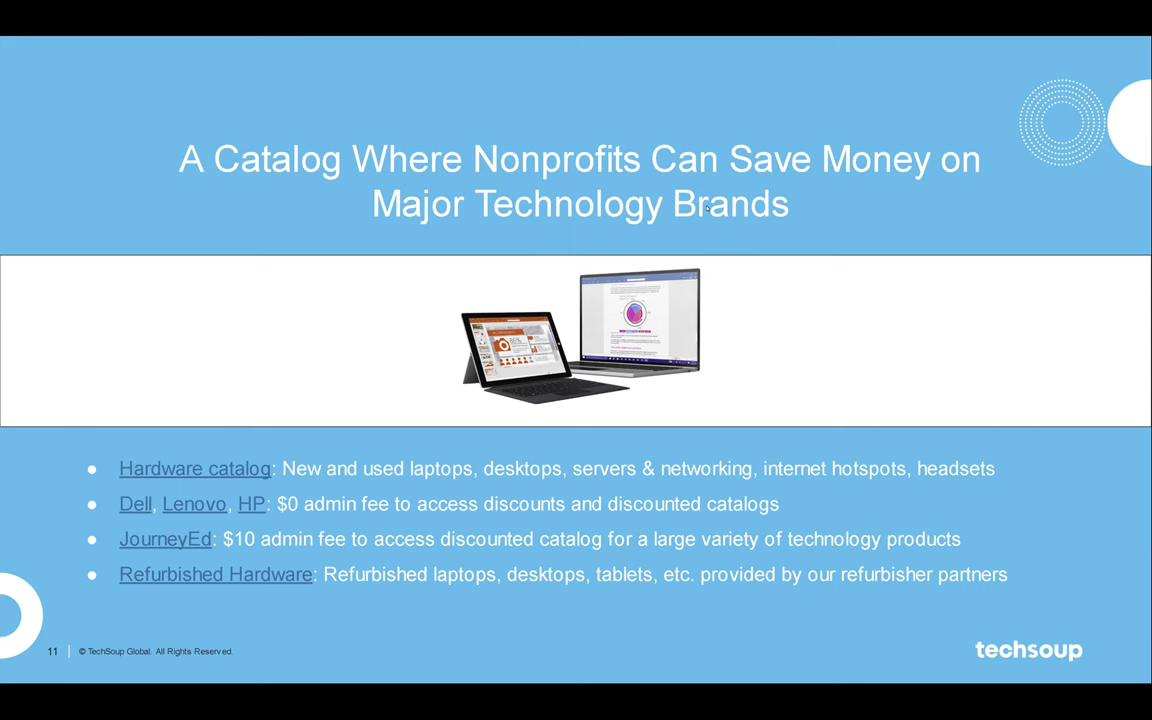 A Catalog Where Nonprofits Can Save Money on
Major Technology Brands
● Hardware catalog: New and used laptops, desktops, servers & networking, internet hotspots, headsets
● Dell, Lenovo, HP: $0 admin fee to access discounts and discounted catalogs
● JourneyEd: $10 admin fee to access discounted catalog for a large variety of technology products
● Refurbished Hardware: Refurbished laptops, desktops, tablets, etc. provided by our refurbisher partners
11 | © TechSoup Global. All Rights Reserved.
techsoup